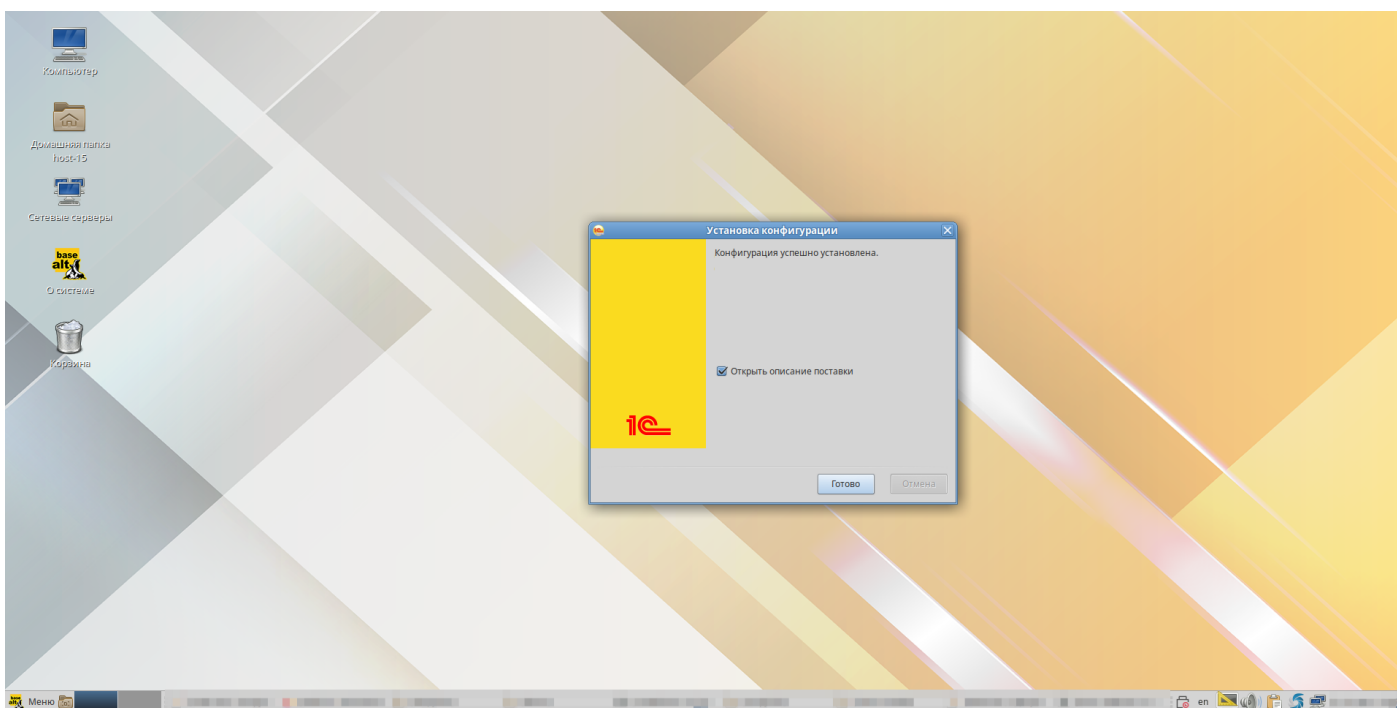 Компьютер
Домашняя папка
host-15
Сетевые серверы
base
alt
О системе
Корзина
1С
Установка конфигурации
Конфигурация успешно установлена.
Открыть описание поставки
1С
Готово
Отмена
Меню
en